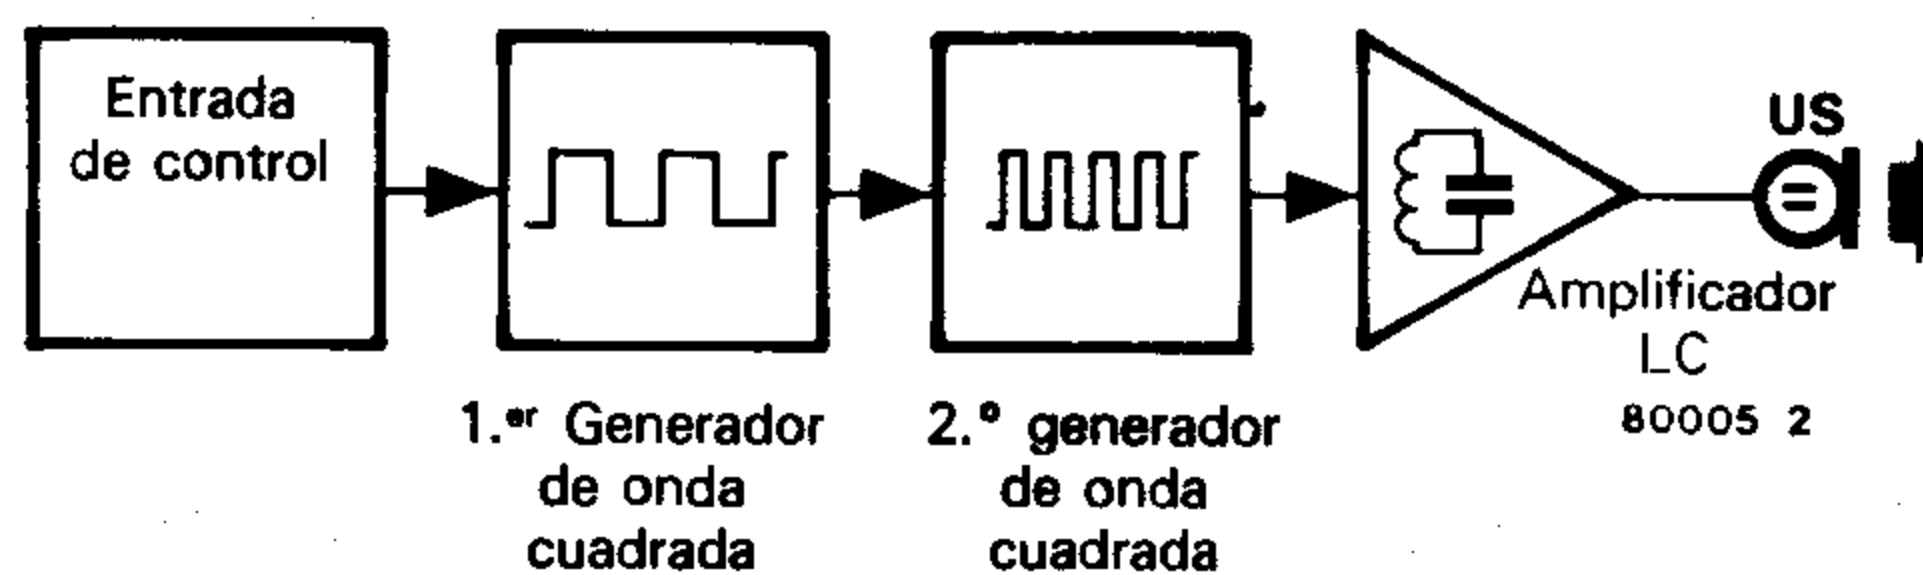 Entrada
de control
US
Amplificador
LC
80005 2
1.er Generador
de onda
cuadrada
2.º generador
de onda
cuadrada